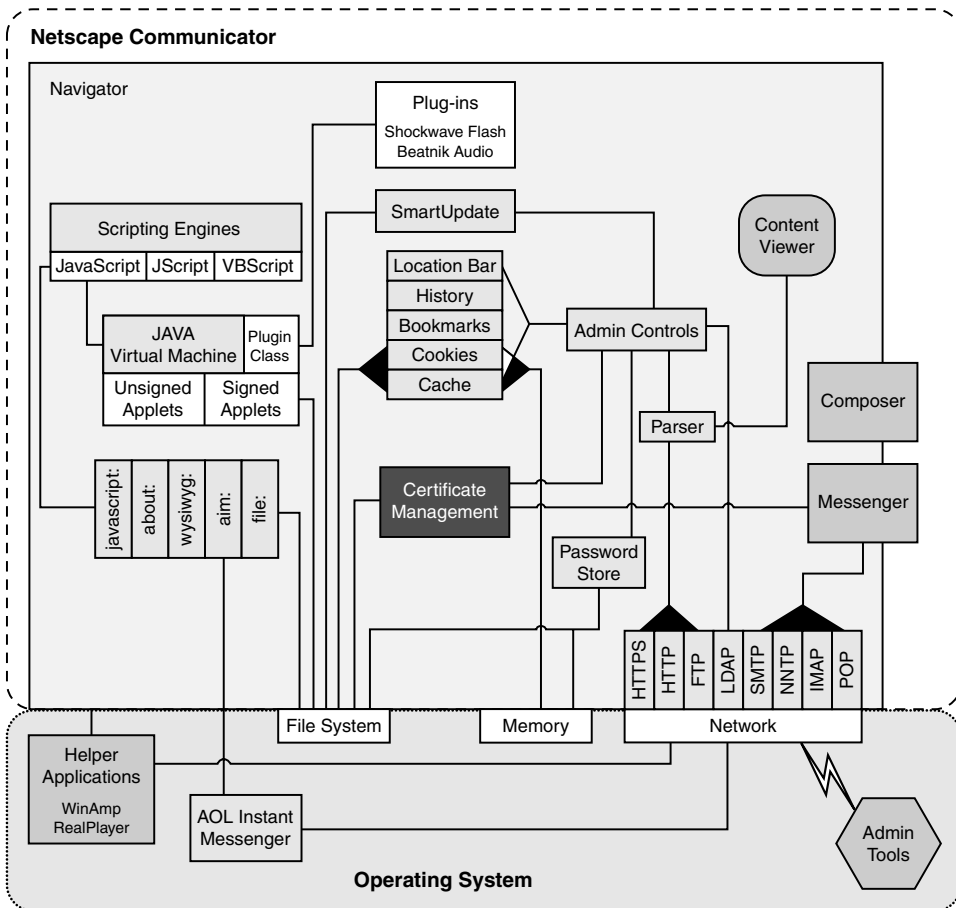 Netscape Communicator
Navigator
Plug-ins
Shockwave Flash
Beatnik Audio
SmartUpdate
Scripting Engines
JavaScript
JScript
VBScript
Content
Viewer
Location Bar
History
Bookmarks
Cookies
Cache
Admin Controls
JAVA
Virtual Machine
Plugin
Class
Unsigned
Applets
Signed
Applets
Composer
Parser
javascript:
about:
wysiwyg:
aim:
file:
Certificate
Management
Messenger
Password
Store
HTTPS
HTTP
FTP
LDAP
SMTP
NNTP
IMAP
POP
File System
Memory
Network
Helper
Applications
WinAmp
RealPlayer
AOL Instant
Messenger
Admin
Tools
Operating System